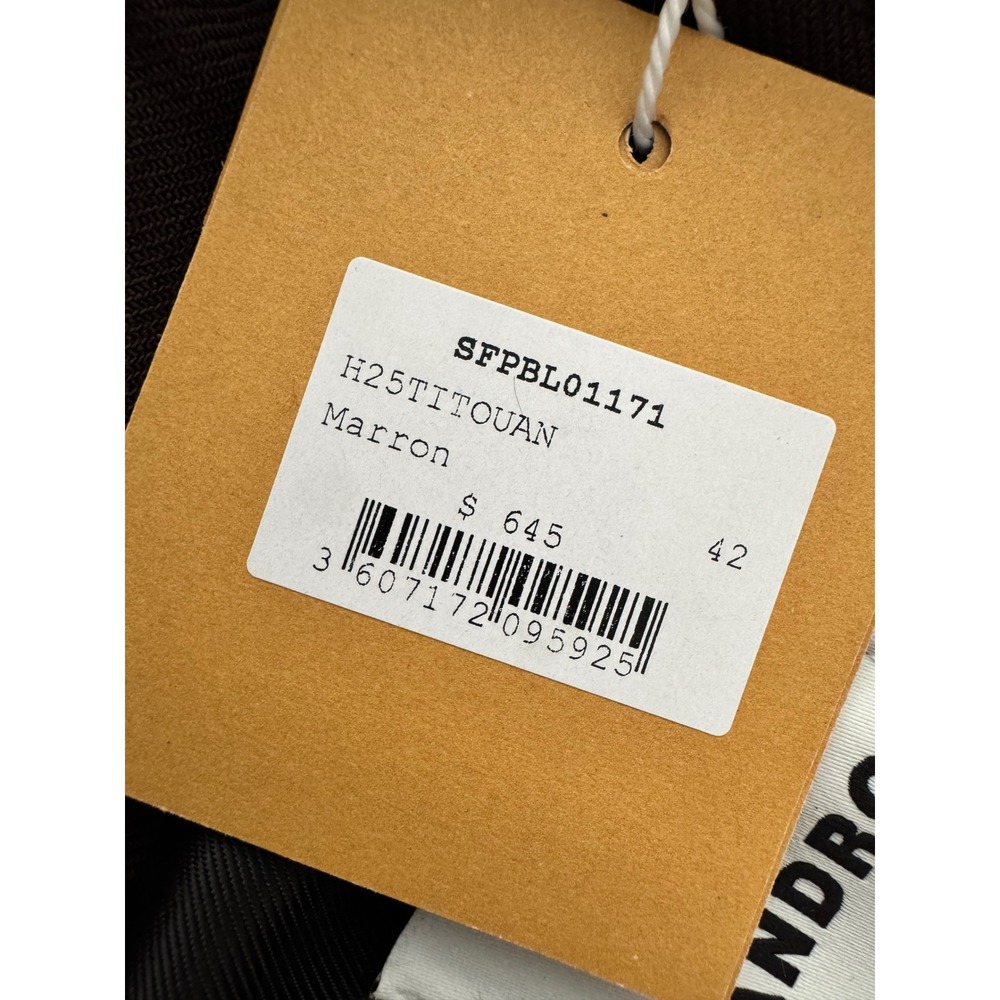 SFPBL01171
H25TITOUAN
Marron
$ 645
42
3 607172 095925
NDRO